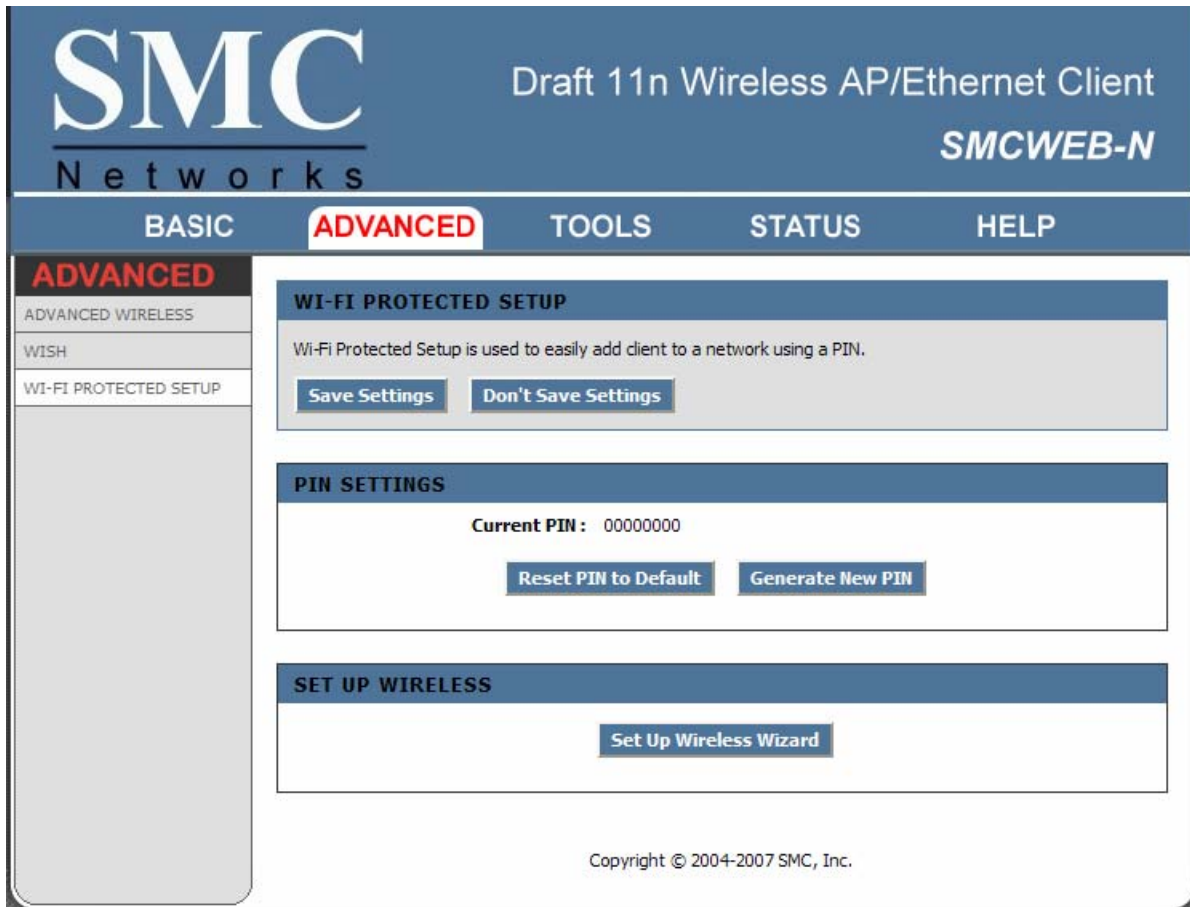 SMC
Networks
Draft 11n Wireless AP/Ethernet Client
SMCWEB-N
BASIC ADVANCED TOOLS STATUS HELP
ADVANCED
ADVANCED WIRELESS
WISH
WI-FI PROTECTED SETUP
WI-FI PROTECTED SETUP
Wi-Fi Protected Setup is used to easily add client to a network using a PIN.
Save Settings Don't Save Settings
PIN SETTINGS
Current PIN : 00000000
Reset PIN to Default Generate New PIN
SET UP WIRELESS
Set Up Wireless Wizard
Copyright © 2004-2007 SMC, Inc.